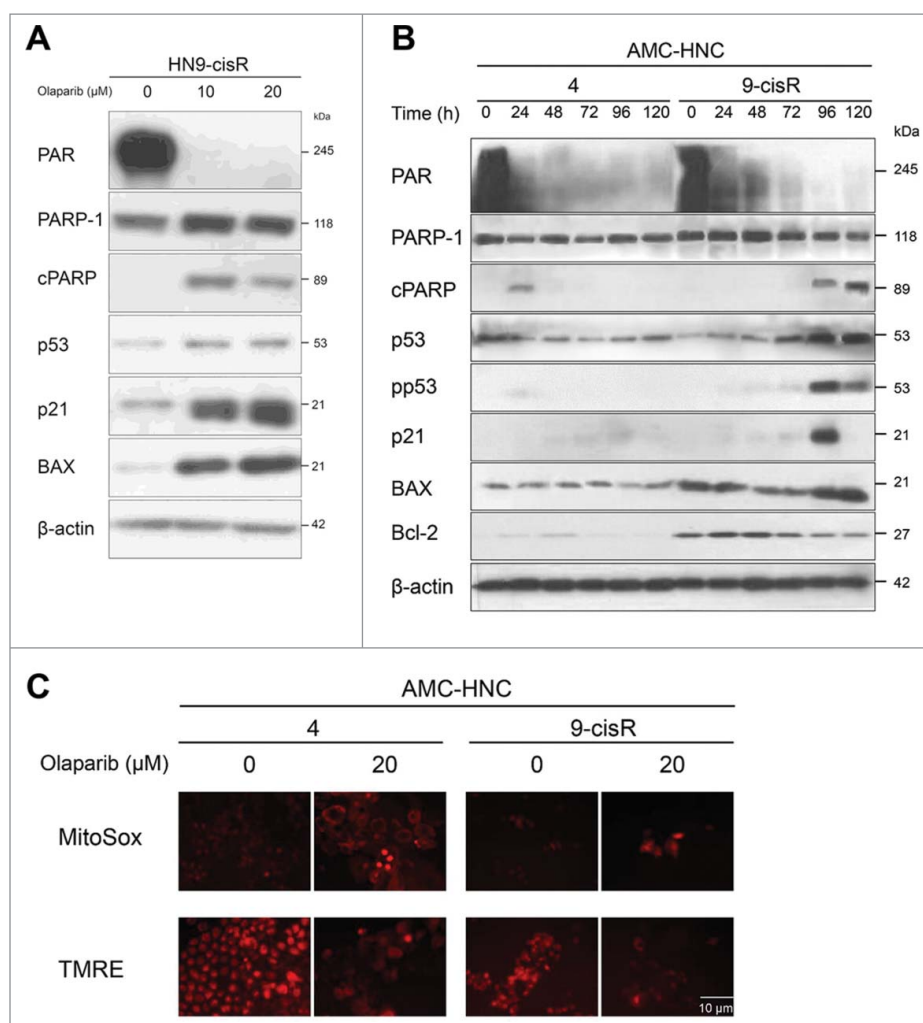 A
HN9-cisR
Olaparib (μM) 0 10 20
kDa
PAR 245
PARP-1 118
cPARP 89
p53 53
p21 21
BAX 21
β-actin 42
B
AMC-HNC
4 9-cisR
Time (h) 0 24 48 72 96 120 0 24 48 72 96 120
kDa
PAR 245
PARP-1 118
cPARP 89
p53 53
pp53 53
p21 21
BAX 21
Bcl-2 27
β-actin 42
C
AMC-HNC
4 9-cisR
Olaparib (μM) 0 20 0 20
MitoSox
TMRE
10 μm